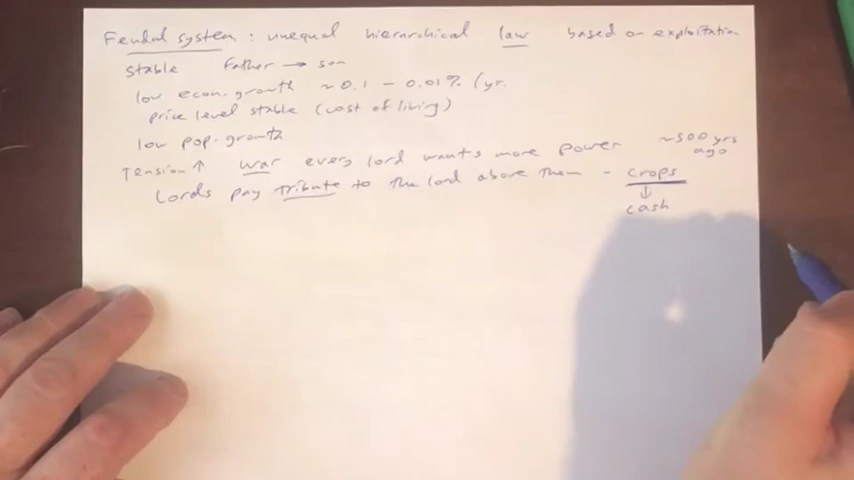 Feudal system: unequal hierarchical law based on exploitation
stable Father → son
low econ. growth ~0.1 - 0.01% /yr.
price level stable (cost of living)
low pop. growth
Tension ↑ war every lord wants more power ~500 yrs ago
Lords pay tribute to the lord above them - crops
↓
cash